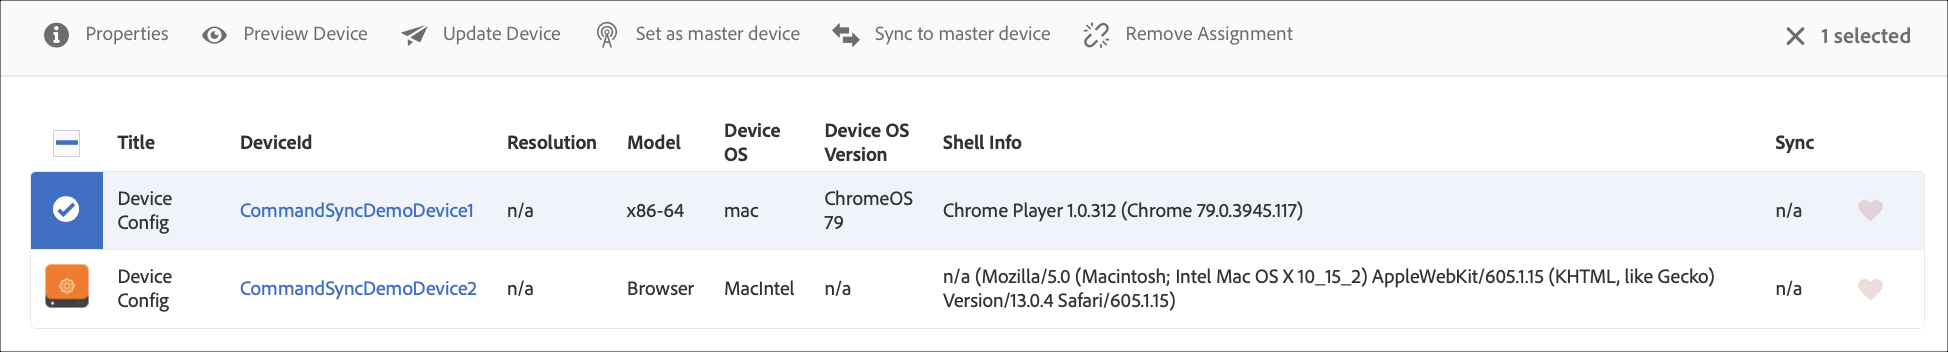 Properties Preview Device Update Device Set as master device Sync to master device Remove Assignment 1 selected
Title DeviceId Resolution Model Device OS Device OS Version Shell Info Sync
Device Config CommandSyncDemoDevice1 n/a x86-64 mac ChromeOS 79 Chrome Player 1.0.312 (Chrome 79.0.3945.117) n/a
Device Config CommandSyncDemoDevice2 n/a Browser MacIntel n/a n/a (Mozilla/5.0 (Macintosh; Intel Mac OS X 10_15_2) AppleWebKit/605.1.15 (KHTML, like Gecko) Version/13.0.4 Safari/605.1.15) n/a